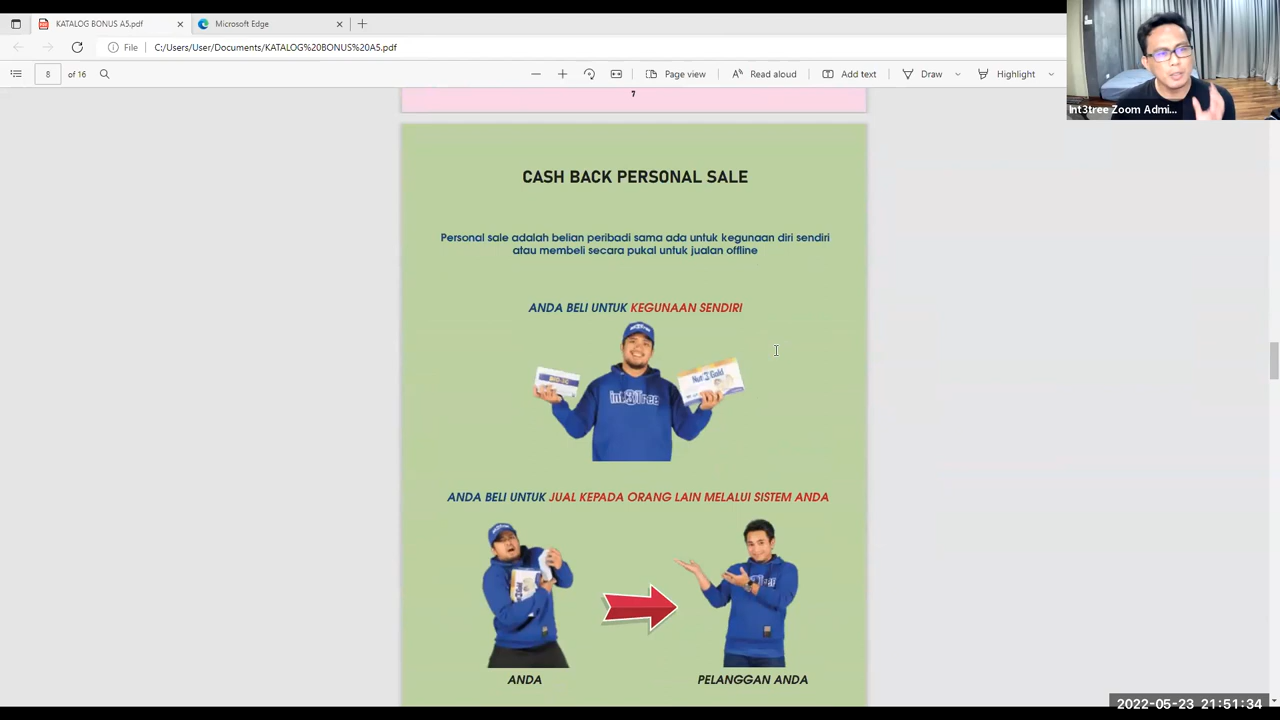 KATALOG BONUS A5.pdf
Microsoft Edge
File
C:/Users/User/Documents/KATALOG%20BONUS%20A5.pdf
8 of 16
Page view
Read aloud
Add text
Draw
Highlight
Int3tree Zoom Admi...
7
CASH BACK PERSONAL SALE
Personal sale adalah belian peribadi sama ada untuk kegunaan diri sendiri
atau membeli secara pukal untuk jualan offline
ANDA BELI UNTUK KEGUNAAN SENDIRI
Int3Tree
ANDA BELI UNTUK JUAL KEPADA ORANG LAIN MELALUI SISTEM ANDA
ANDA
PELANGGAN ANDA
2022-05-23 21:51:34